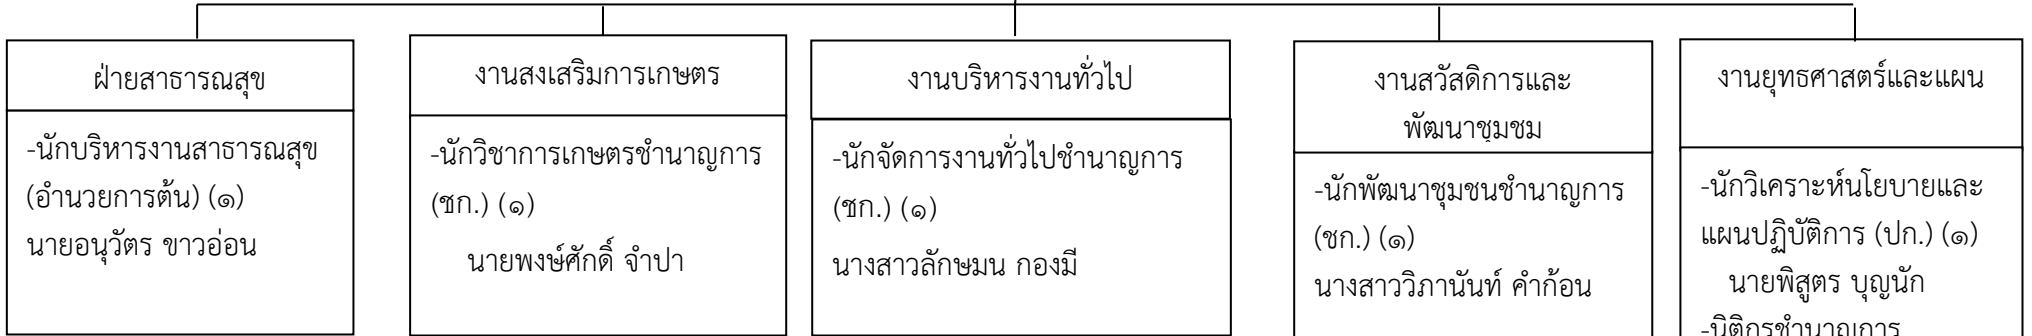 ฝ่ายสาธารณสุข
-นักบริหารงานสาธารณสุข
(อำนวยการต้น) (๑)
นายอนุวัตร ขาวอ่อน
งานสงเสริมการเกษตร
-นักวิชาการเกษตรชำนาญการ
(ชก.) (๑)
นายพงษ์ศักดิ์ จำปา
งานบริหารงานทั่วไป
-นักจัดการงานทั่วไปชำนาญการ
(ชก.) (๑)
นางสาวลักษมน กองมี
งานสวัสดิการและ
พัฒนาชุมชม
-นักพัฒนาชุมชนชำนาญการ
(ชก.) (๑)
นางสาววิภานันท์ คำก้อน
งานยุทธศาสตร์และแผน
-นักวิเคราะห์นโยบายและ
แผนปฏิบัติการ (ปก.) (๑)
นายพิสูตร บุญนัก
-นิติกรชำนาญการ